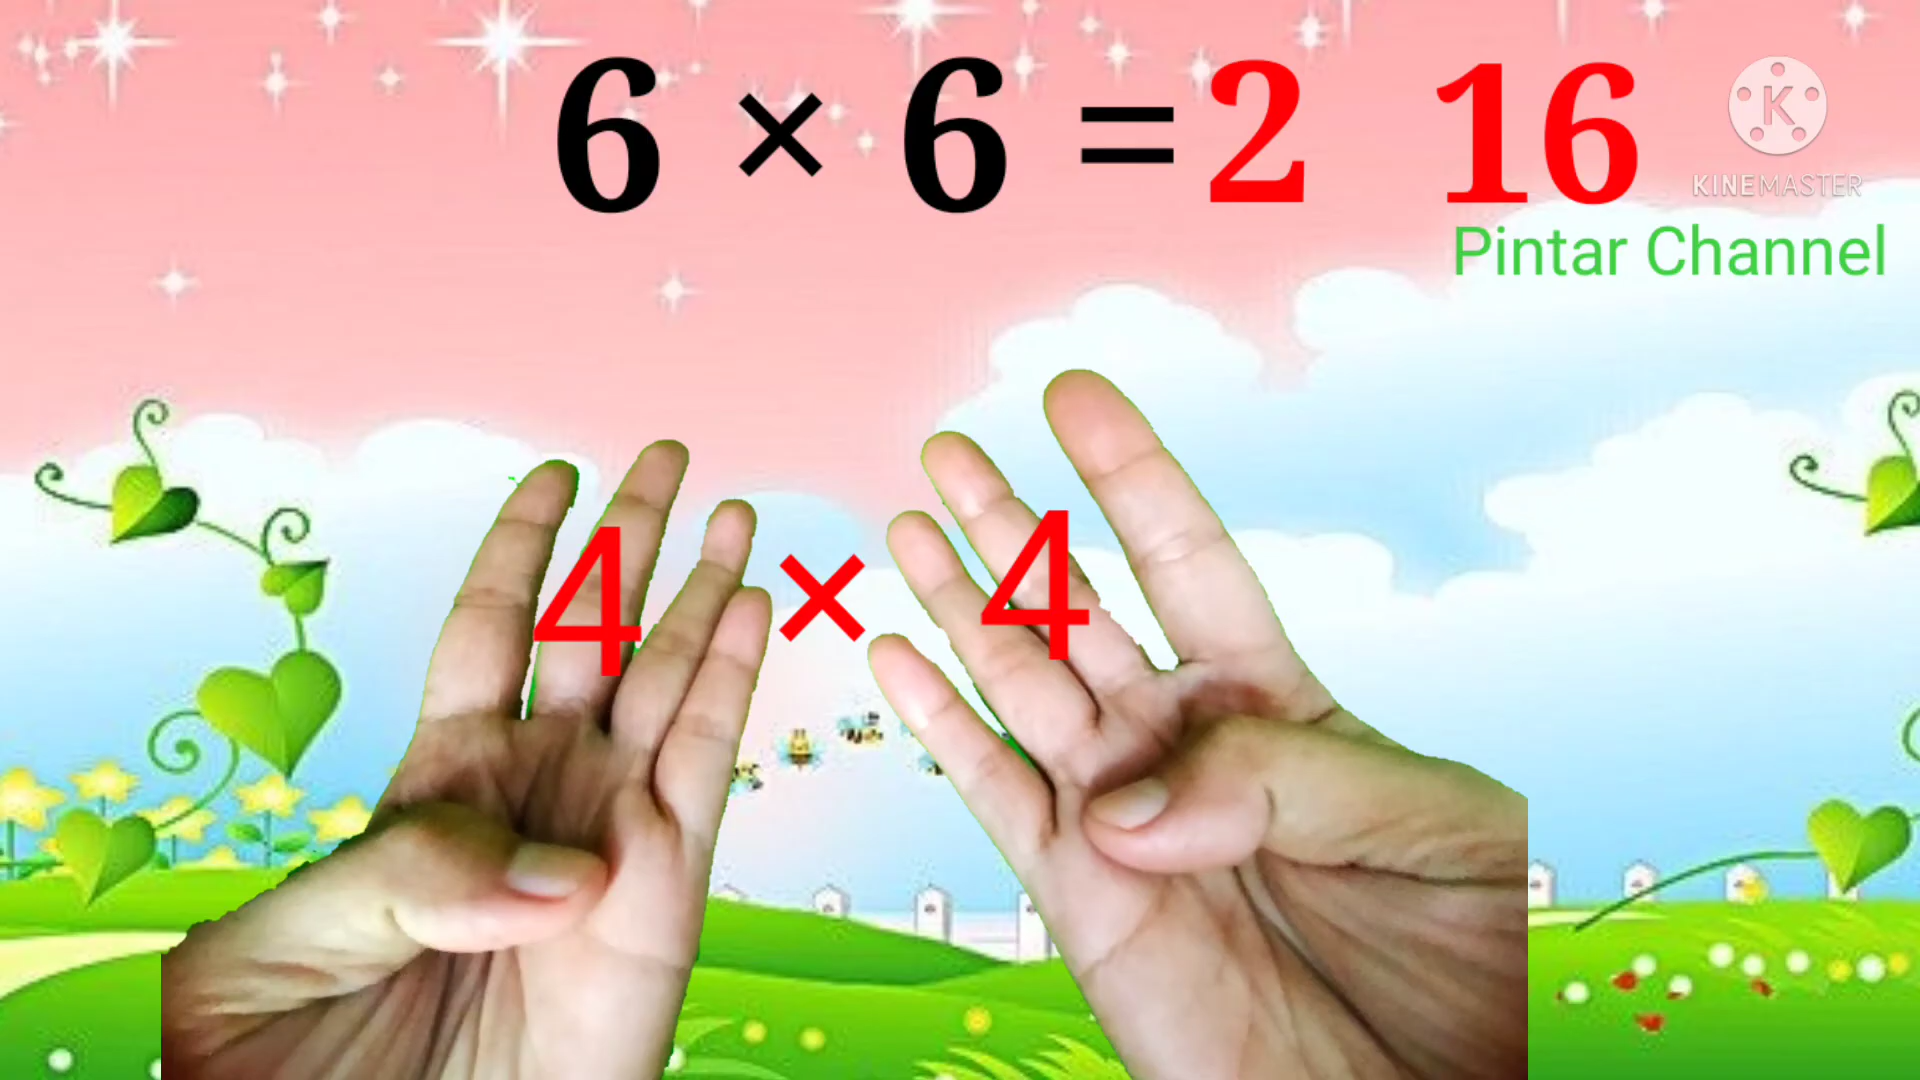 6 × 6 = 2 16
KINEMASTER
Pintar Channel
4 × 4